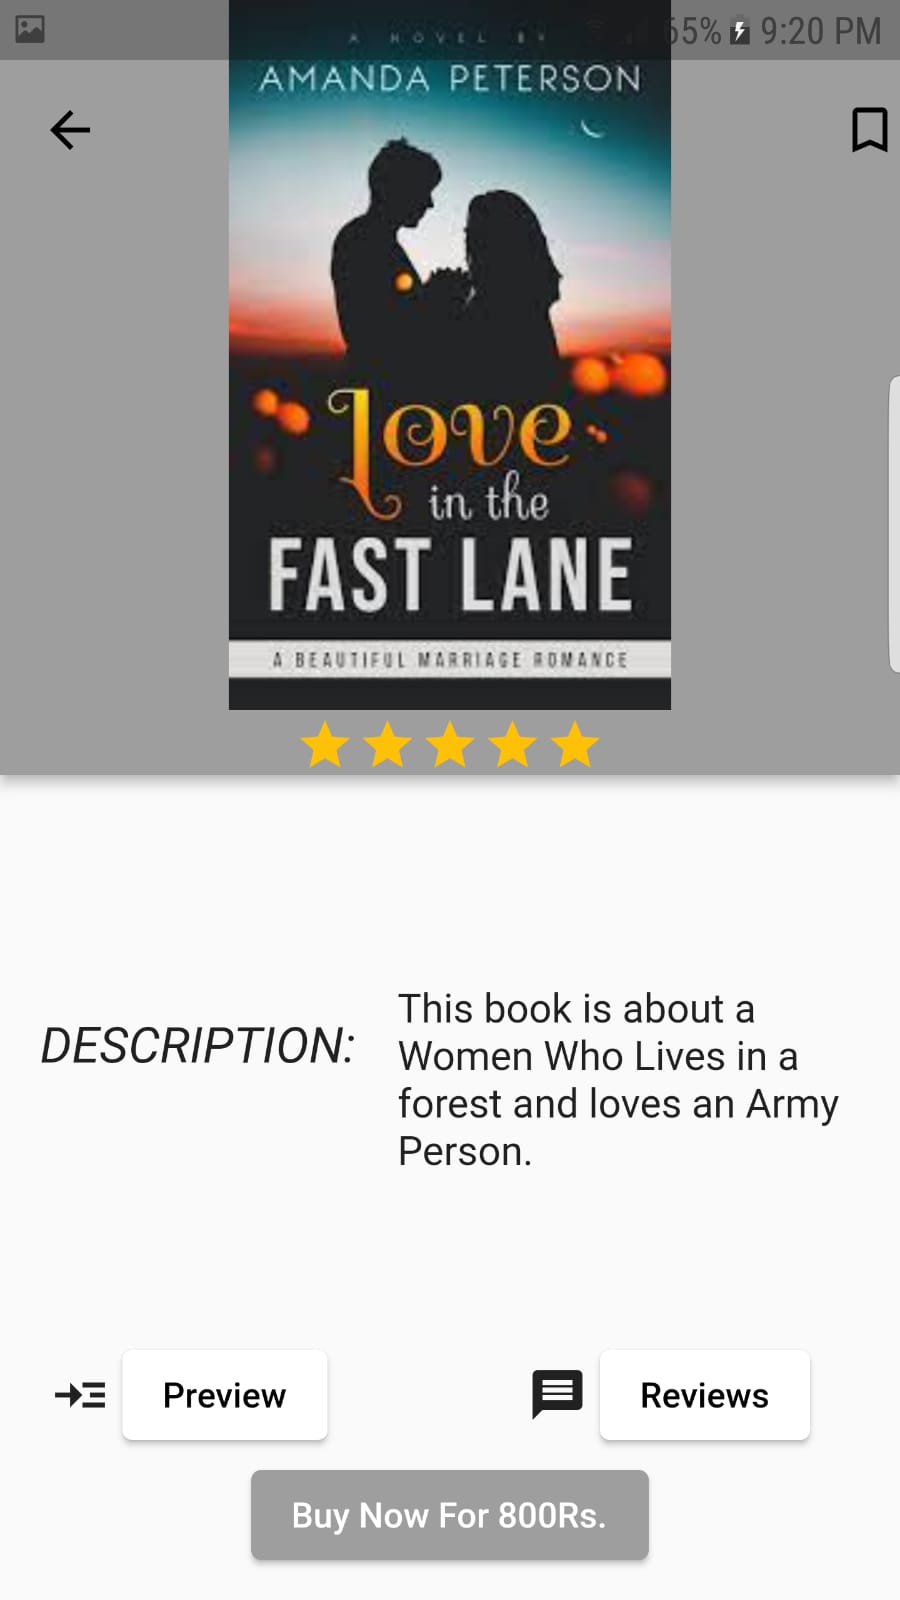 65% 9:20 PM
A NOVEL BY
AMANDA PETERSON
Love
in the
FAST LANE
A BEAUTIFUL MARRIAGE ROMANCE
DESCRIPTION:
This book is about a
Women Who Lives in a
forest and loves an Army
Person.
Preview
Reviews
Buy Now For 800Rs.